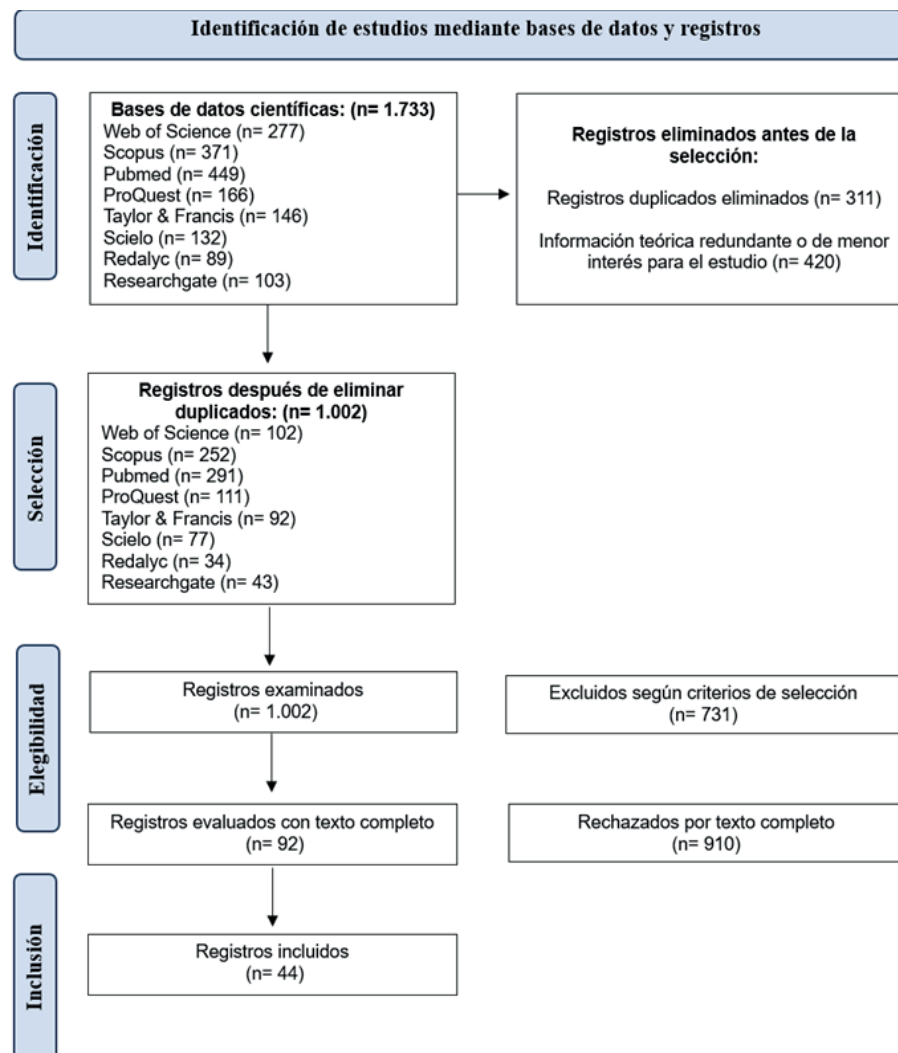 Identificación de estudios mediante bases de datos y registros
Identificación
Bases de datos científicas: (n= 1.733)
Web of Science (n= 277)
Scopus (n= 371)
Pubmed (n= 449)
ProQuest (n= 166)
Taylor & Francis (n= 146)
Scielo (n= 132)
Redalyc (n= 89)
Researchgate (n= 103)
Registros eliminados antes de la
selección:
Registros duplicados eliminados (n= 311)
Información teórica redundante o de menor
interés para el estudio (n= 420)
Selección
Registros después de eliminar
duplicados: (n= 1.002)
Web of Science (n= 102)
Scopus (n= 252)
Pubmed (n= 291)
ProQuest (n= 111)
Taylor & Francis (n= 92)
Scielo (n= 77)
Redalyc (n= 34)
Researchgate (n= 43)
Elegibilidad
Registros examinados
(n= 1.002)
Excluidos según criterios de selección
(n= 731)
Registros evaluados con texto completo
(n= 92)
Rechazados por texto completo
(n= 910)
Inclusión
Registros incluidos
(n= 44)